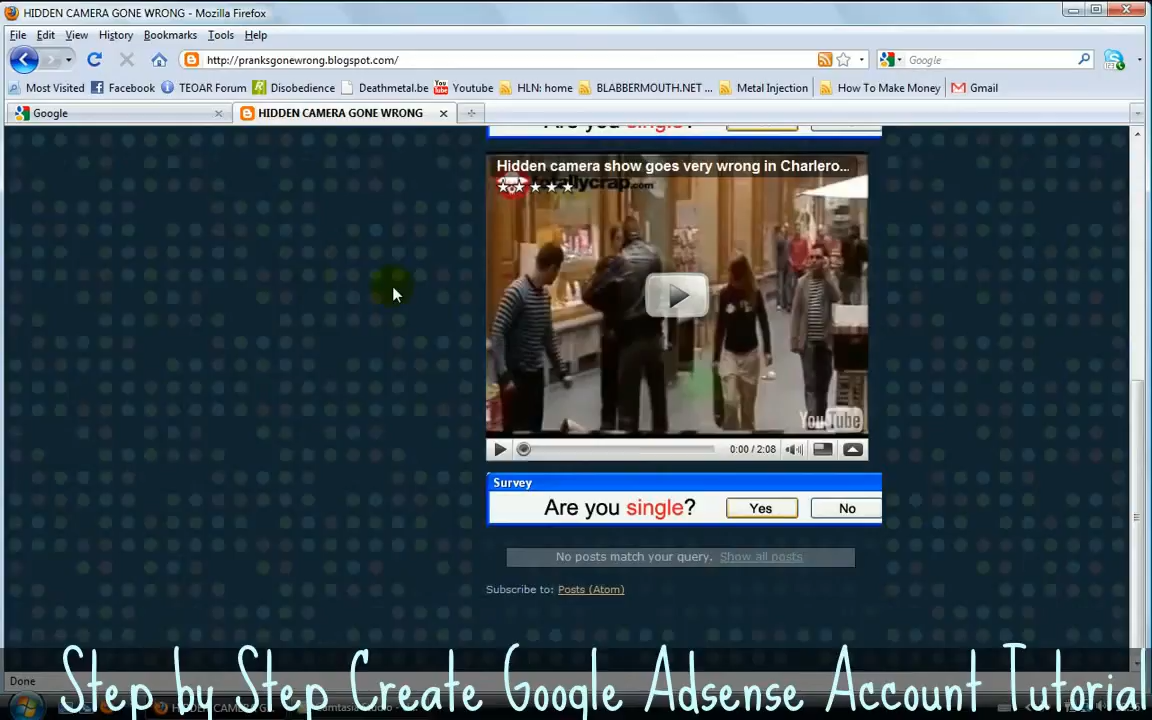 HIDDEN CAMERA GONE WRONG - Mozilla Firefox
File Edit View History Bookmarks Tools Help
http://pranksgonewrong.blogspot.com/
Google
Most Visited Facebook TEOAR Forum Disobedience Deathmetal.be Youtube HLN: home BLABBERMOUTH.NET ... Metal Injection How To Make Money Gmail
Google HIDDEN CAMERA GONE WRONG
Are you single?
Hidden camera show goes very wrong in Charlero...
totallycrap.com
YouTube
0:00 / 2:08
Survey
Are you single? Yes No
No posts match your query. Show all posts
Subscribe to: Posts (Atom)
Step by Step Create Google Adsense Account Tutorial
Done